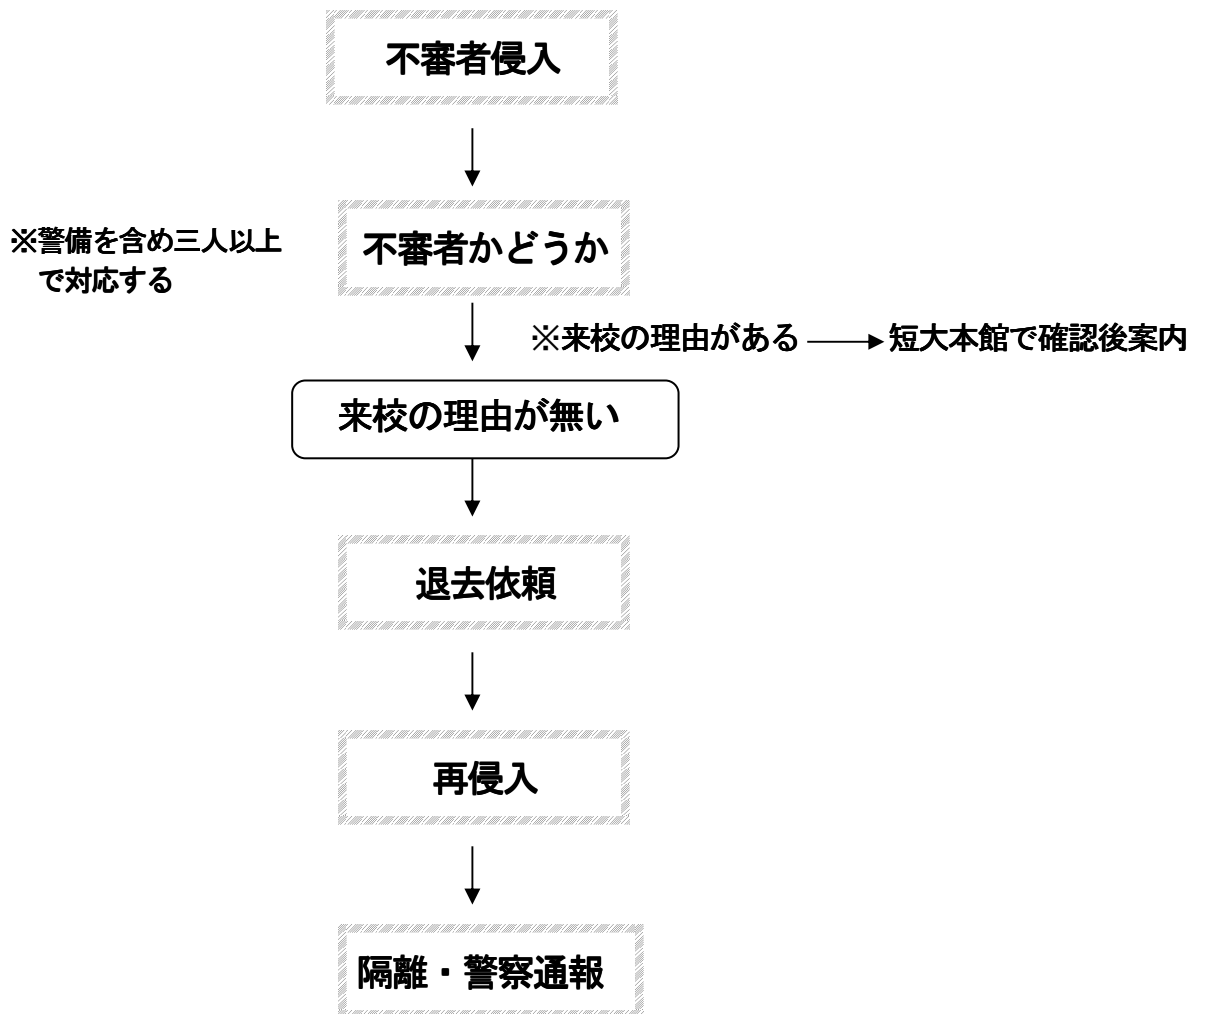 不審者侵入
※警備を含め三人以上
で対応する
不審者かどうか
※来校の理由がある
短大本館で確認後案内
来校の理由が無い
退去依頼
再侵入
隔離・警察通報